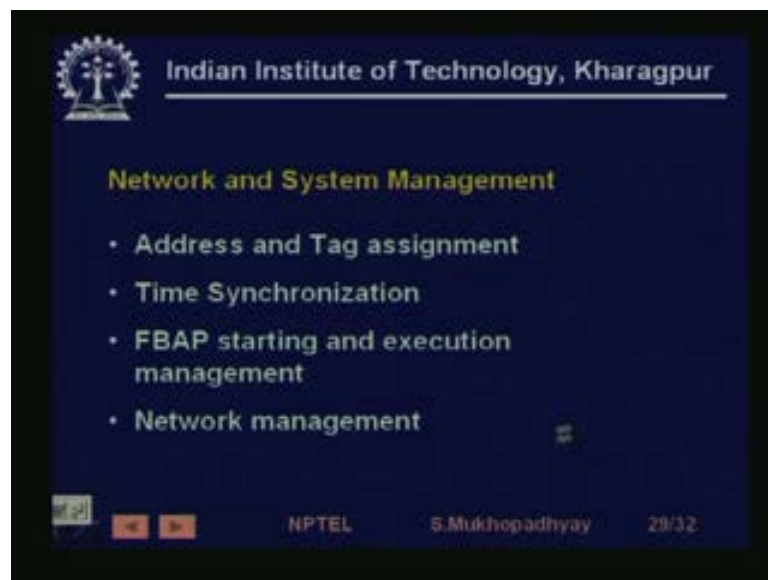 Indian Institute of Technology, Kharagpur
Network and System Management
• Address and Tag assignment
• Time Synchronization
• FBAP starting and execution
management
• Network management
NPTEL S.Mukhopadhyay 29/32